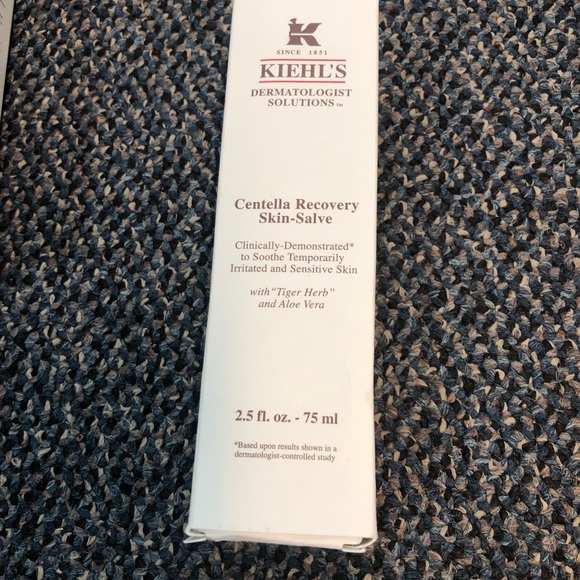 K
SINCE 1851
KIEHL'S
DERMATOLOGIST
SOLUTIONS™
Centella Recovery
Skin-Salve
Clinically-Demonstrated*
to Soothe Temporarily
Irritated and Sensitive Skin
with "Tiger Herb"
and Aloe Vera
2.5 fl. oz. - 75 ml
*Based upon results shown in a
dermatologist-controlled study